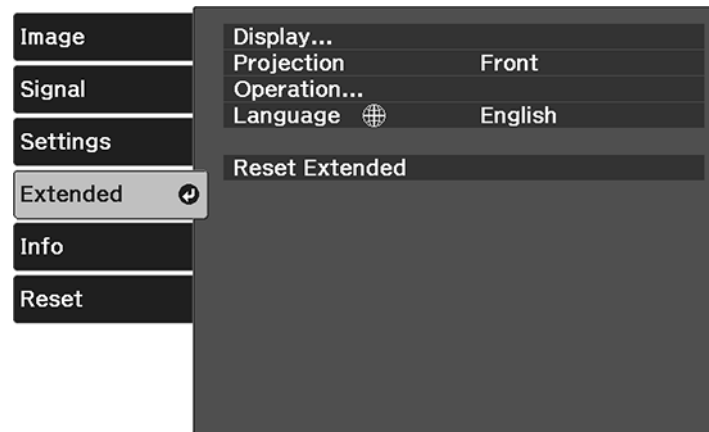 Image
Signal
Settings
Extended
Info
Reset
Display...
Projection Front
Operation...
Language English
Reset Extended